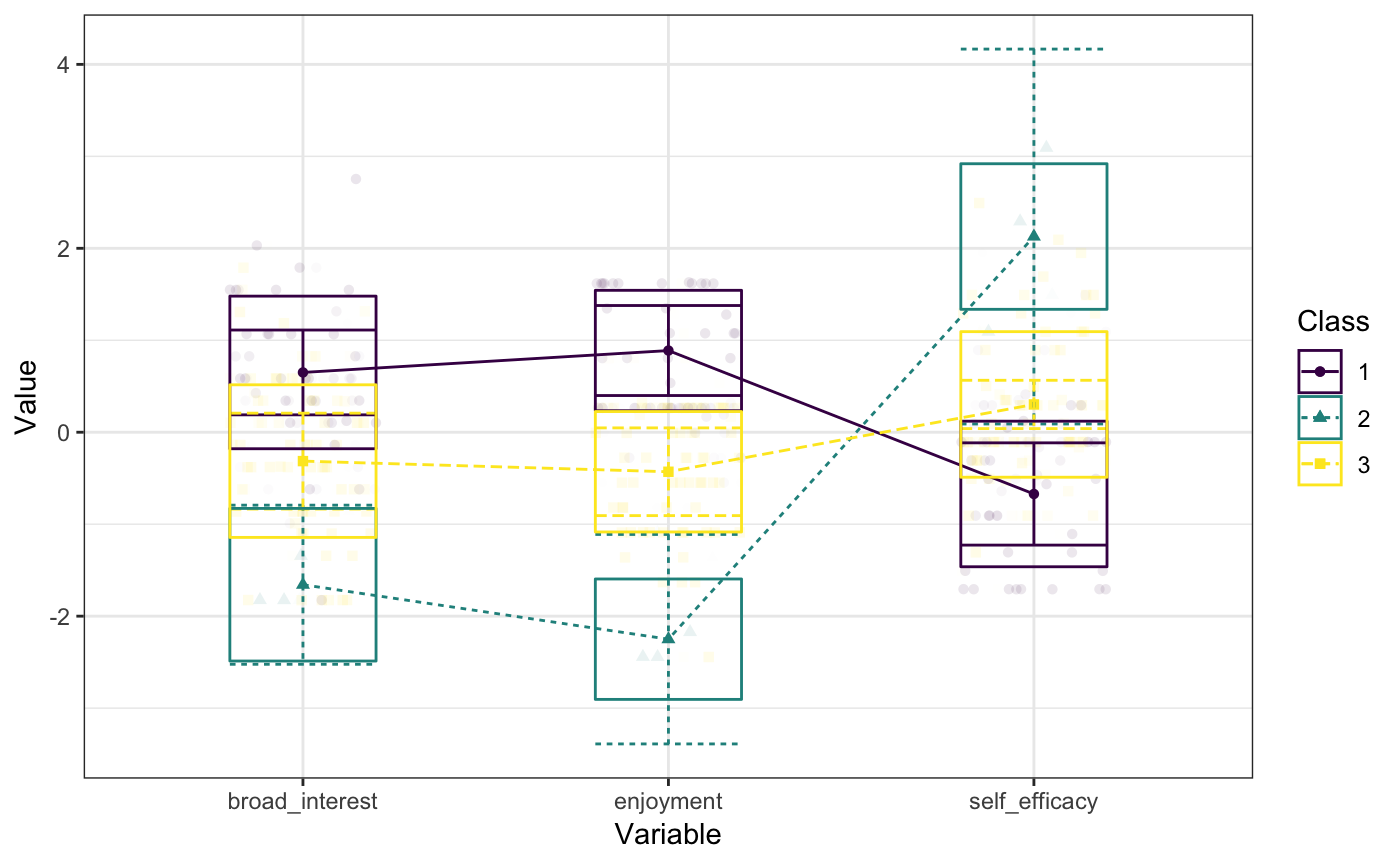 4
2
0
-2
Value
broad_interest
enjoyment
self_efficacy
Variable
Class
1
2
3